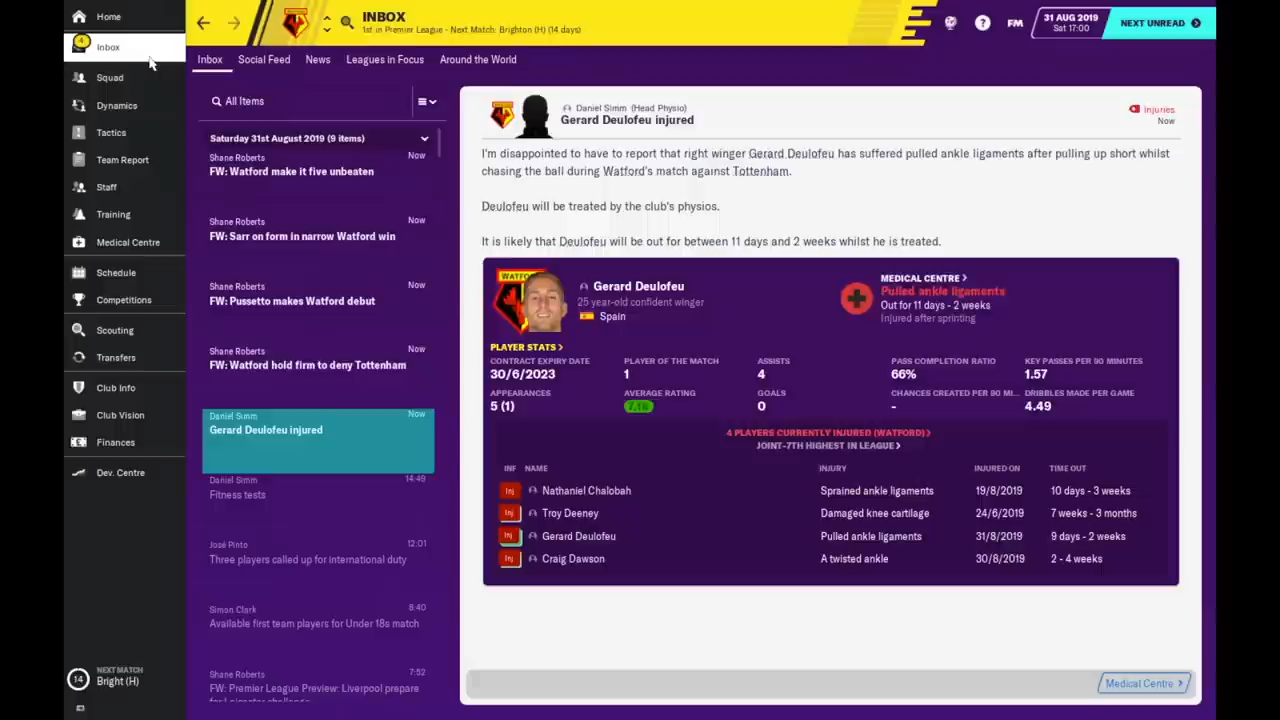 Home
4
Inbox
Squad
Dynamics
Tactics
Team Report
Staff
Training
Medical Centre
Schedule
Competitions
Scouting
Transfers
Club Info
Club Vision
Finances
Dev. Centre
14
NEXT MATCH
Bright (H)
INBOX
1st in Premier League - Next Match: Brighton (H) (14 days)
?
FM
31 AUG 2019
Sat 17:00
NEXT UNREAD
Inbox
Social Feed
News
Leagues in Focus
Around the World
All Items
Saturday 31st August 2019 (9 items)
Shane Roberts Now
FW: Watford make it five unbeaten
Shane Roberts Now
FW: Sarr on form in narrow Watford win
Shane Roberts Now
FW: Pussetto makes Watford debut
Shane Roberts Now
FW: Watford hold firm to deny Tottenham
Daniel Simm Now
Gerard Deulofeu injured
Daniel Simm 14:49
Fitness tests
José Pinto 12:01
Three players called up for international duty
Simon Clark 8:40
Available first team players for Under 18s match
Shane Roberts 7:52
FW: Premier League Preview: Liverpool prepare
for Leicester challenge
Daniel Simm (Head Physio)
Gerard Deulofeu injured
Injuries
Now
I'm disappointed to have to report that right winger Gerard Deulofeu has suffered pulled ankle ligaments after pulling up short whilst
chasing the ball during Watford's match against Tottenham.
Deulofeu will be treated by the club's physios.
It is likely that Deulofeu will be out for between 11 days and 2 weeks whilst he is treated.
Gerard Deulofeu
25 year-old confident winger
Spain
MEDICAL CENTRE >
Pulled ankle ligaments
Out for 11 days - 2 weeks
Injured after sprinting
PLAYER STATS >
CONTRACT EXPIRY DATE PLAYER OF THE MATCH ASSISTS PASS COMPLETION RATIO KEY PASSES PER 90 MINUTES
30/6/2023 1 4 66% 1.57
APPEARANCES AVERAGE RATING GOALS CHANCES CREATED PER 90 MI... DRIBBLES MADE PER GAME
5 (1) 0 - 4.49
4 PLAYERS CURRENTLY INJURED (WATFORD) >
JOINT-7TH HIGHEST IN LEAGUE >
INF NAME INJURY INJURED ON TIME OUT
Inj Nathaniel Chalobah Sprained ankle ligaments 19/8/2019 10 days - 3 weeks
Inj Troy Deeney Damaged knee cartilage 24/6/2019 7 weeks - 3 months
Inj Gerard Deulofeu Pulled ankle ligaments 31/8/2019 9 days - 2 weeks
Inj Craig Dawson A twisted ankle 30/8/2019 2 - 4 weeks
Medical Centre >